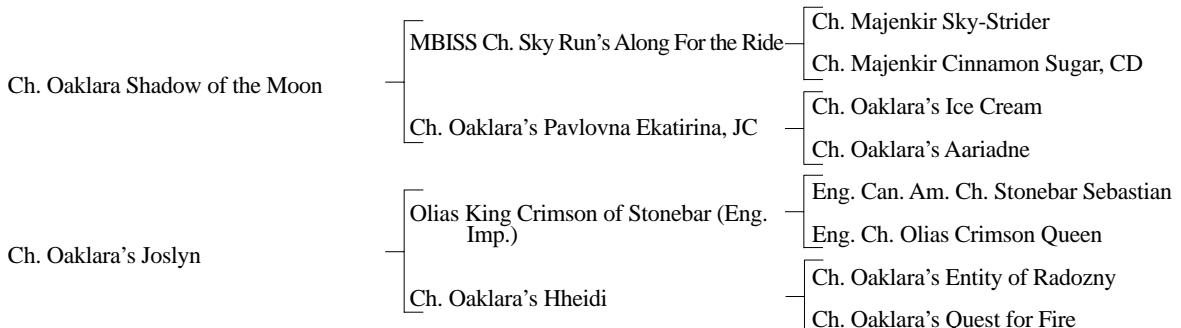 Ch. Oaklara Shadow of the Moon
MBISS Ch. Sky Run's Along For the Ride
Ch. Majenkir Sky-Strider
Ch. Majenkir Cinnamon Sugar, CD
Ch. Oaklara's Pavlovna Ekatirina, JC
Ch. Oaklara's Ice Cream
Ch. Oaklara's Aariadne
Ch. Oaklara's Joslyn
Olias King Crimson of Stonebar (Eng.
Imp.)
Eng. Can. Am. Ch. Stonebar Sebastian
Eng. Ch. Olias Crimson Queen
Ch. Oaklara's Hheidi
Ch. Oaklara's Entity of Radozny
Ch. Oaklara's Quest for Fire